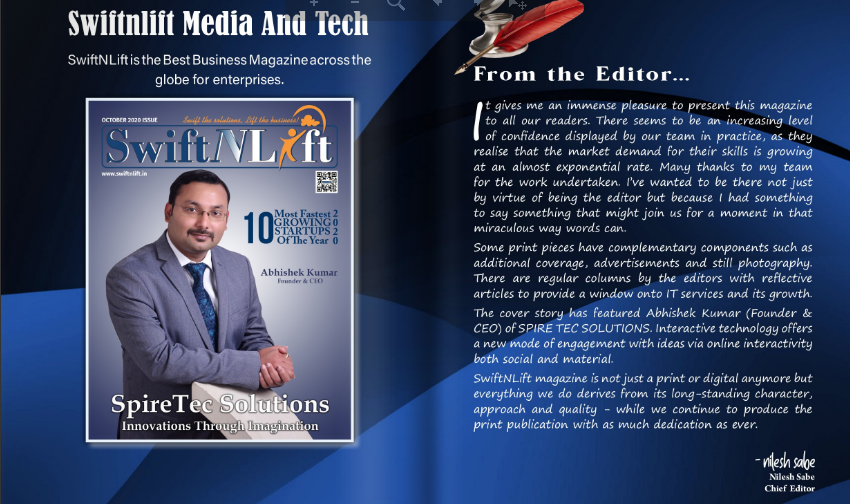 Swiftnlift Media And Tech
SwiftNLift is the Best Business Magazine across the
globe for enterprises.
OCTOBER 2020 ISSUE
Swift the solutions, Lift the business!
SwiftNLift
www.swiftnlift.in
10 Most Fastest 2
GROWING 0
STARTUPS 2
Of The Year 0
Abhishek Kumar
Founder & CEO
SpireTec Solutions
Innovations Through Imagination
From the Editor...
It gives me an immense pleasure to present this magazine
to all our readers. There seems to be an increasing level
of confidence displayed by our team in practice, as they
realise that the market demand for their skills is growing
at an almost exponential rate. Many thanks to my team
for the work undertaken. I've wanted to be there not just
by virtue of being the editor but because I had something
to say something that might join us for a moment in that
miraculous way words can.
Some print pieces have complementary components such as
additional coverage, advertisements and still photography.
There are regular columns by the editors with reflective
articles to provide a window onto IT services and its growth.
The cover story has featured Abhishek Kumar (Founder &
CEO) of SPIRE TEC SOLUTIONS. Interactive technology offers
a new mode of engagement with ideas via online interactivity
both social and material.
SwiftNLift magazine is not just a print or digital anymore but
everything we do derives from its long-standing character,
approach and quality - while we continue to produce the
print publication with as much dedication as ever.
- nilesh sabe
Nilesh Sabe
Chief Editor